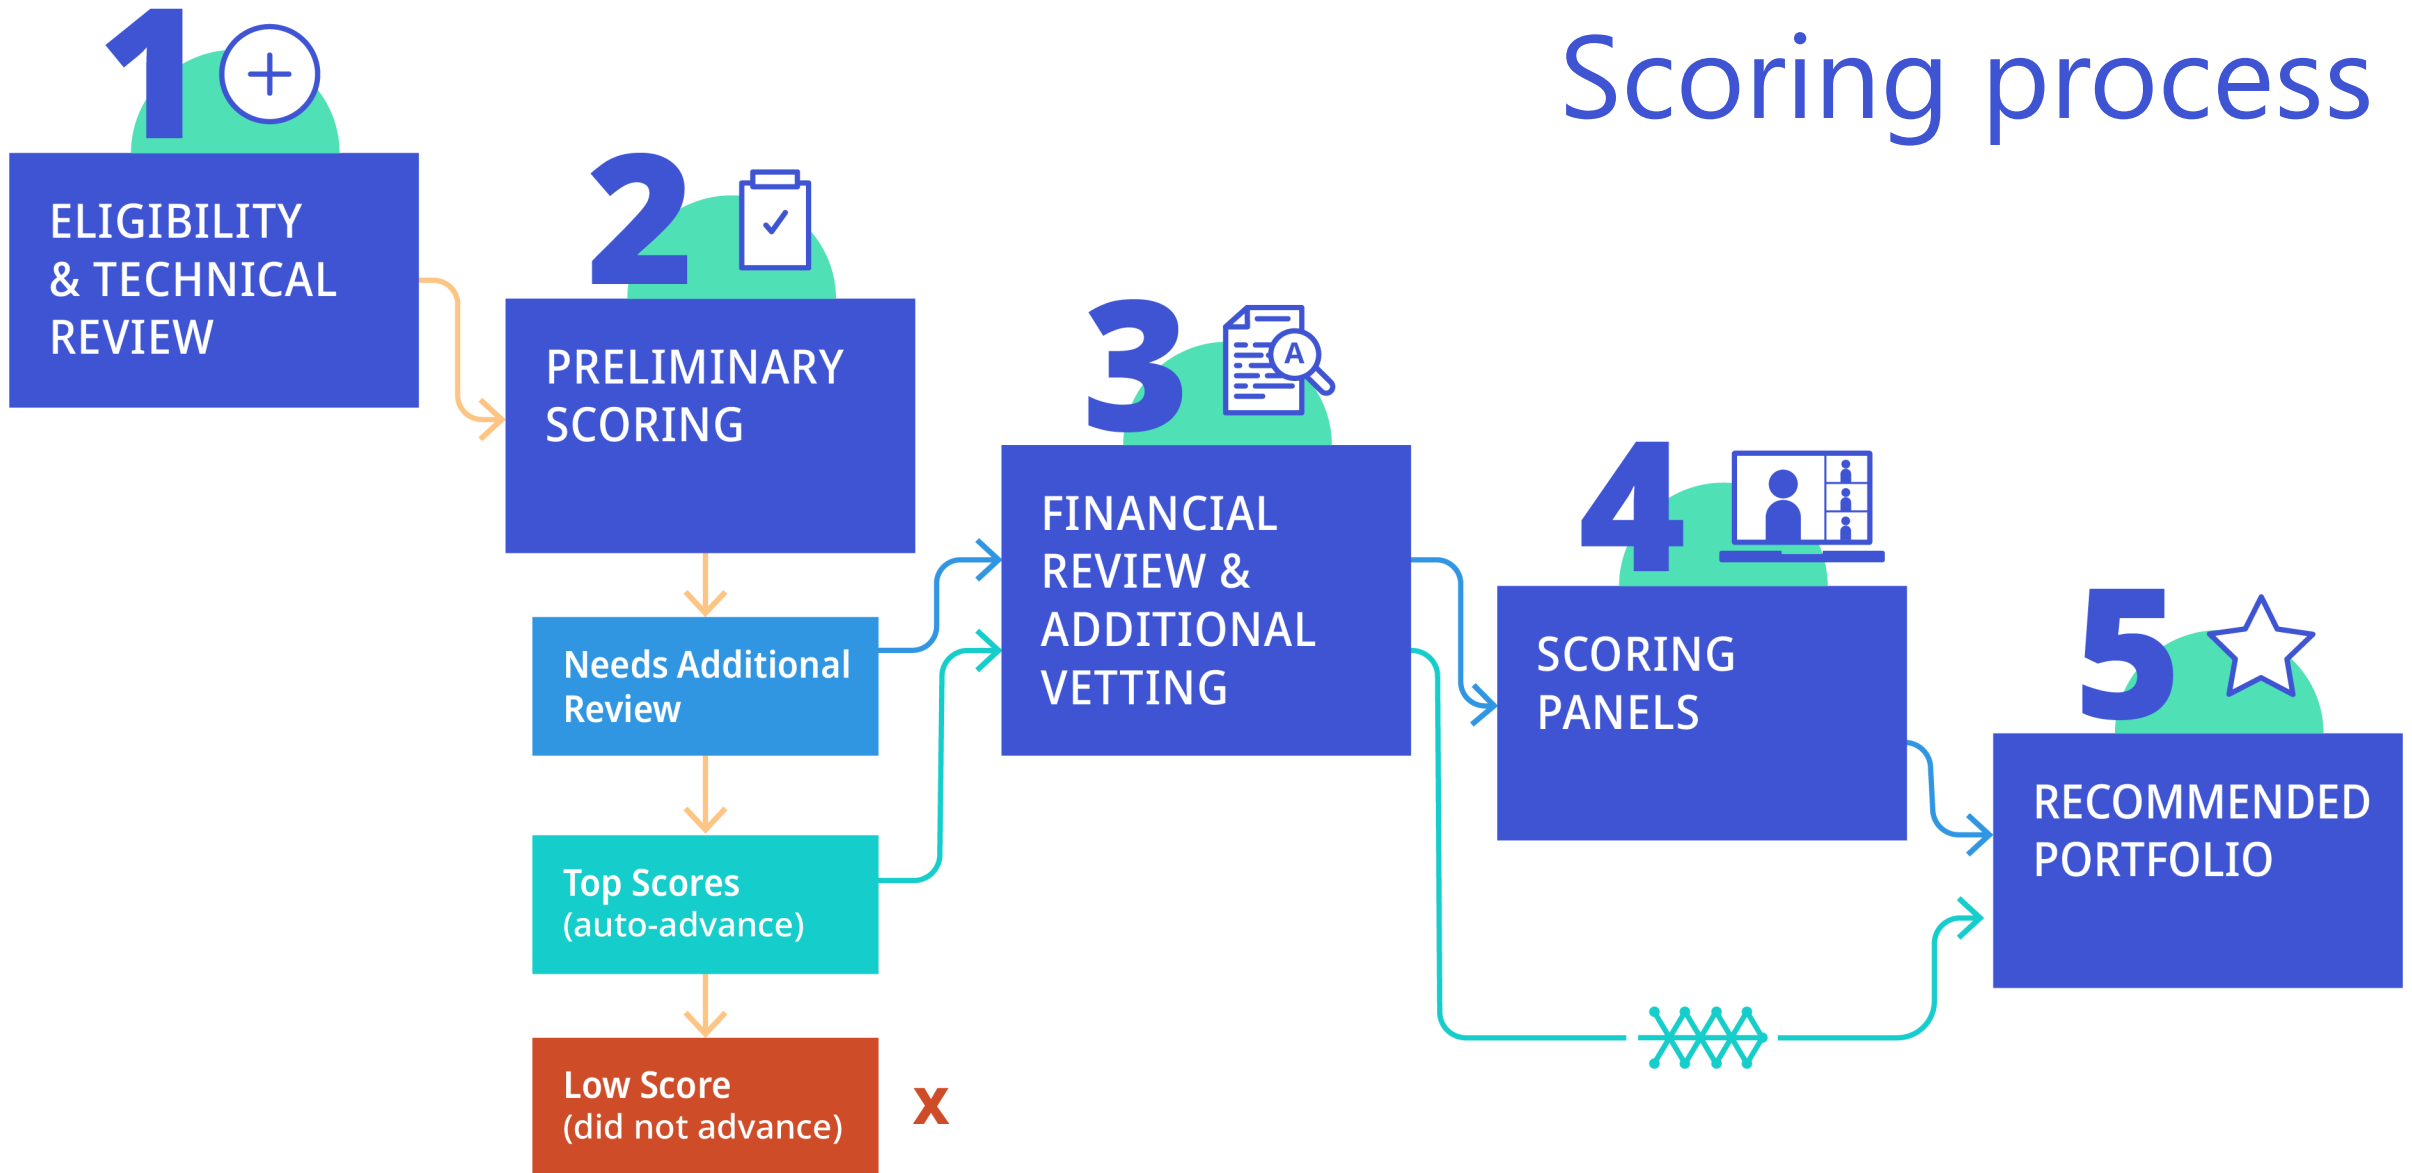 Scoring process
1
ELIGIBILITY
& TECHNICAL
REVIEW
2
PRELIMINARY
SCORING
Needs Additional
Review
Top Scores
(auto-advance)
Low Score
(did not advance)
x
3
A
FINANCIAL
REVIEW &
ADDITIONAL
VETTING
4
SCORING
PANELS
5
RECOMMENDED
PORTFOLIO